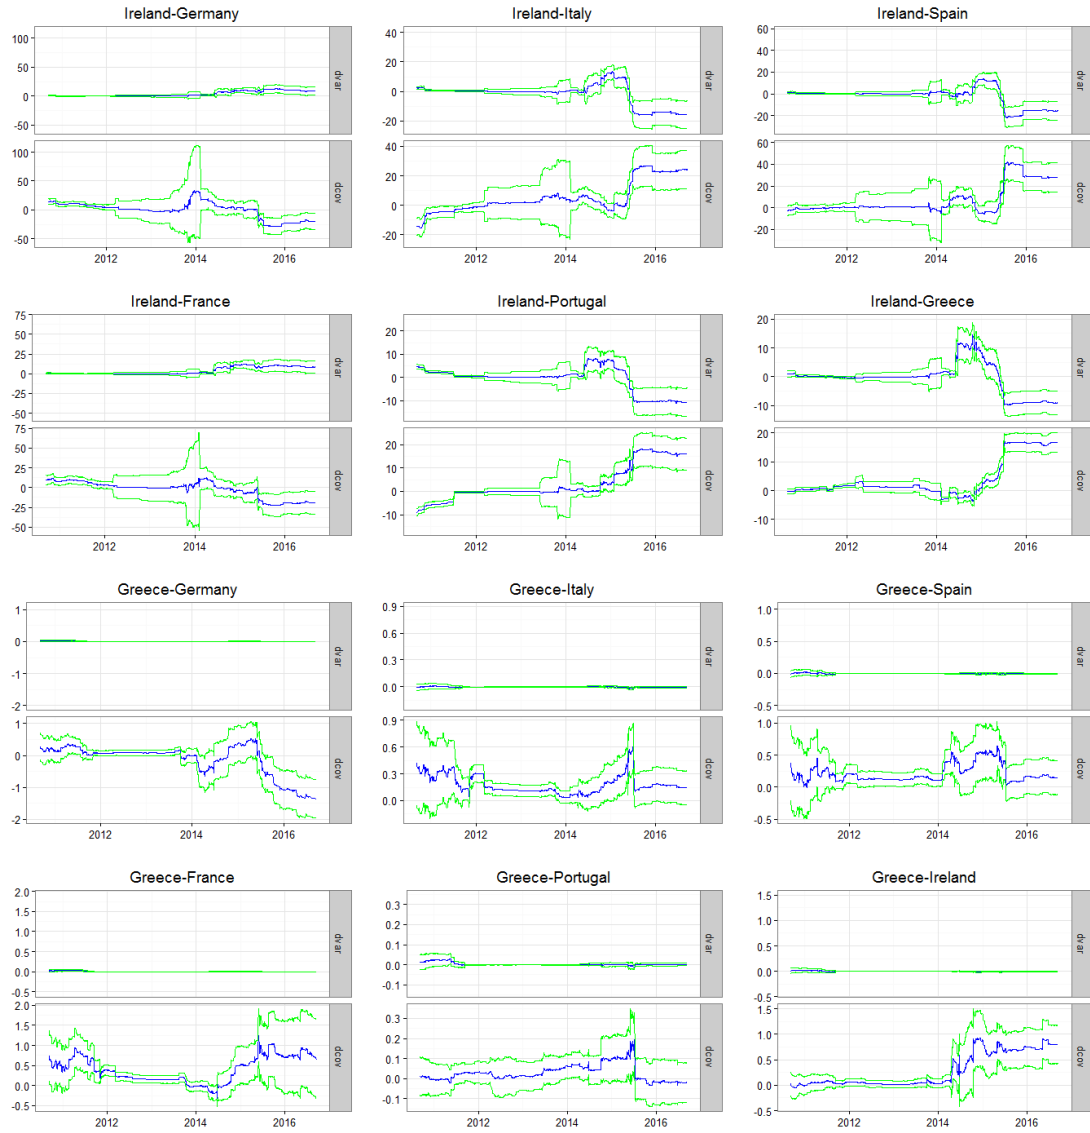 Ireland-Germany
Ireland-Italy
Ireland-Spain
100
50
0
-50
dvar
40
20
0
-20
dvar
60
40
20
0
-20
dvar
100
50
0
-50
dcov
40
20
0
-20
dcov
60
40
20
0
-20
dcov
2012 2014 2016
2012 2014 2016
2012 2014 2016
Ireland-France
Ireland-Portugal
Ireland-Greece
75
50
25
0
-25
-50
dvar
20
10
0
-10
dvar
20
10
0
-10
dvar
75
50
25
0
-25
-50
dcov
20
10
0
-10
dcov
20
10
0
-10
dcov
2012 2014 2016
2012 2014 2016
2012 2014 2016
Greece-Germany
Greece-Italy
Greece-Spain
1
0
-1
-2
dvar
0.9
0.6
0.3
0.0
dvar
1.0
0.5
0.0
-0.5
dvar
1
0
-1
-2
dcov
0.9
0.6
0.3
0.0
dcov
1.0
0.5
0.0
-0.5
dcov
2012 2014 2016
2012 2014 2016
2012 2014 2016
Greece-France
Greece-Portugal
Greece-Ireland
2.0
1.5
1.0
0.5
0.0
-0.5
dvar
0.3
0.2
0.1
0.0
-0.1
dvar
1.5
1.0
0.5
0.0
-0.5
dvar
2.0
1.5
1.0
0.5
0.0
-0.5
dcov
0.3
0.2
0.1
0.0
-0.1
dcov
1.5
1.0
0.5
0.0
-0.5
dcov
2012 2014 2016
2012 2014 2016
2012 2014 2016